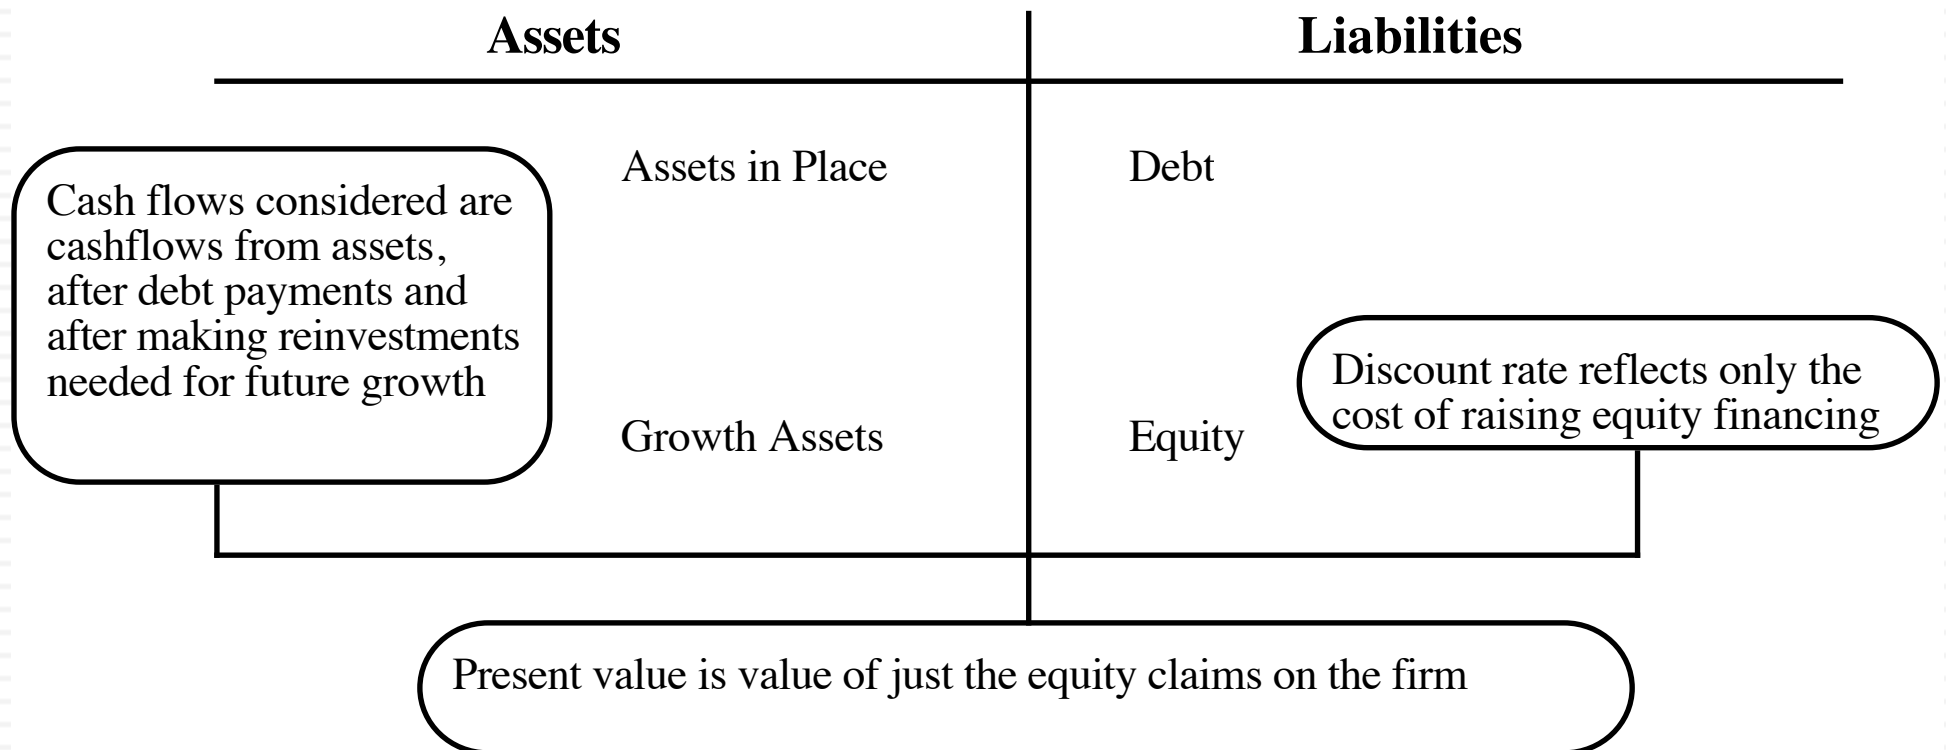 Assets
Liabilities
Assets in Place
Debt
Cash flows considered are
cashflows from assets,
after debt payments and
after making reinvestments
needed for future growth
Discount rate reflects only the
cost of raising equity financing
Growth Assets
Equity
Present value is value of just the equity claims on the firm